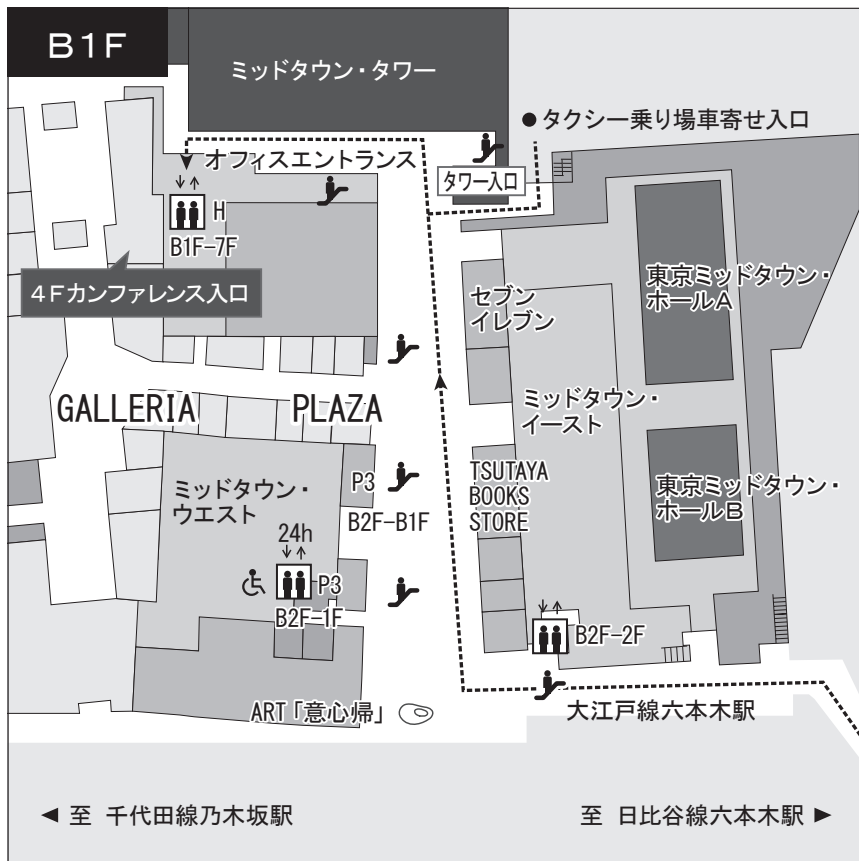 B1F
ミッドタウン・タワー
● タクシー乗り場車寄せ入口
オフィスエントランス
タワー入口
↓↑
H
B1F-7F
4Fカンファレンス入口
セブン
イレブン
東京ミッドタウン・
ホールA
GALLERIA
PLAZA
ミッドタウン・
イースト
P3
B2F-B1F
TSUTAYA
BOOKS
STORE
東京ミッドタウン・
ホールB
ミッドタウン・
ウエスト
24h
↓↑
P3
B2F-1F
↓↑
B2F-2F
ART「意心帰」
大江戸線六本木駅
◀ 至 千代田線乃木坂駅
至 日比谷線六本木駅 ▶